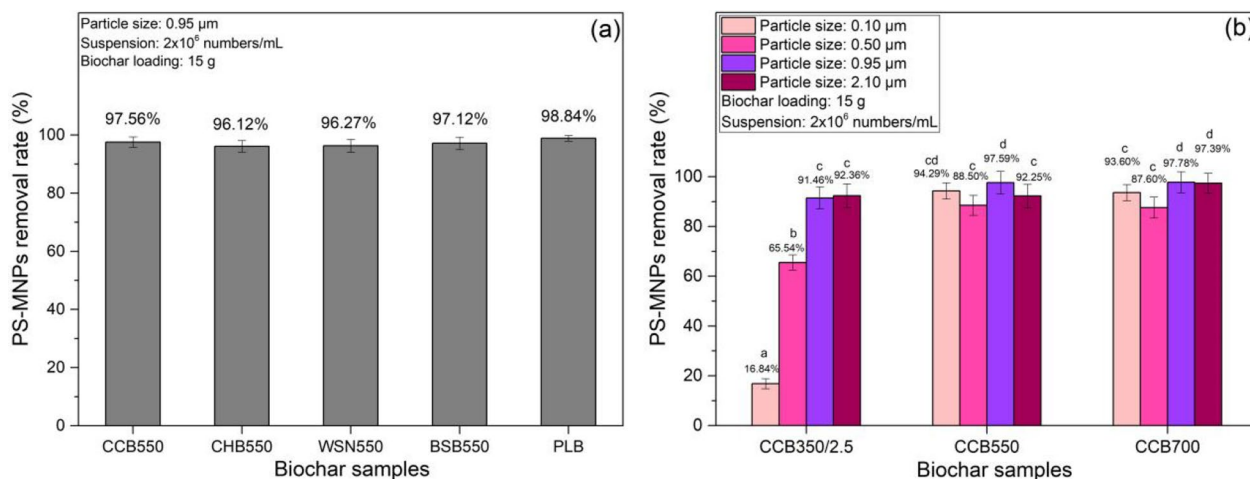 Particle size: 0.95 µm
Suspension: 2x10⁶ numbers/mL
Biochar loading: 15 g
(a)
97.56%
96.12%
96.27%
97.12%
98.84%
100
80
60
40
20
0
PS-MNPs removal rate (%)
CCB550 CHB550 WSN550 BSB550 PLB
Biochar samples
Particle size: 0.10 µm
Particle size: 0.50 µm
Particle size: 0.95 µm
Particle size: 2.10 µm
Biochar loading: 15 g
Suspension: 2x10⁶ numbers/mL
(b)
a
16.84%
b
65.54%
c
91.46%
c
92.36%
cd
94.29%
c
88.50%
d
97.59%
c
92.25%
c
93.60%
c
87.60%
d
97.78%
d
97.39%
100
80
60
40
20
0
PS-MNPs removal rate (%)
CCB350/2.5 CCB550 CCB700
Biochar samples